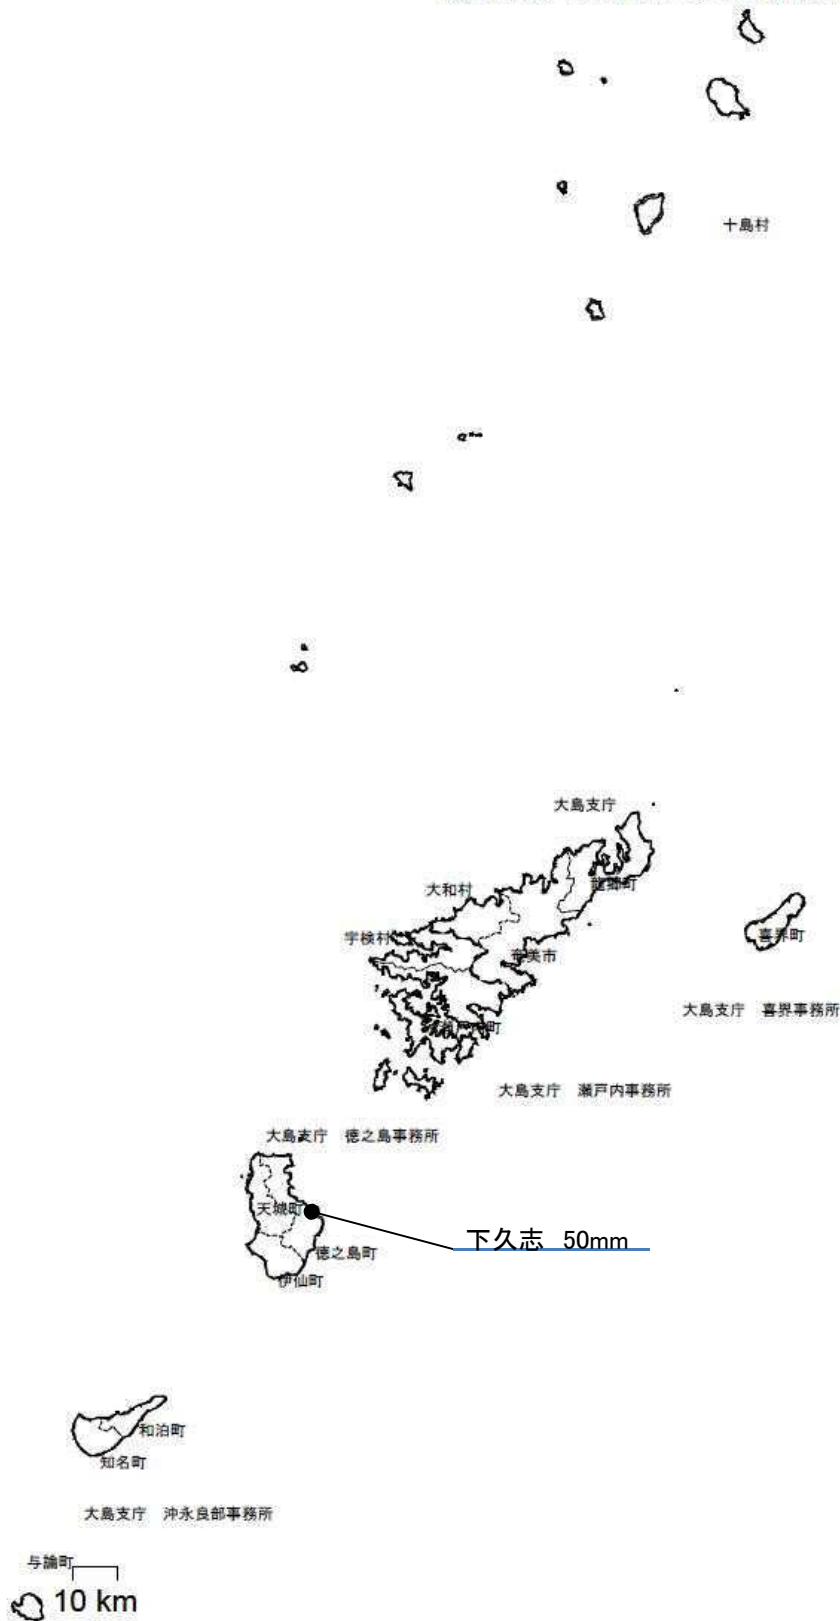 十島村
大島支庁
大和村
龍郷町
宇検村
奄美市
喜界町
大島支庁　喜界事務所
大島支庁　瀬戸内事務所
大島支庁　徳之島事務所
天城町
下久志　50mm
徳之島町
伊仙町
和泊町
知名町
大島支庁　沖永良部事務所
与論町
10 km